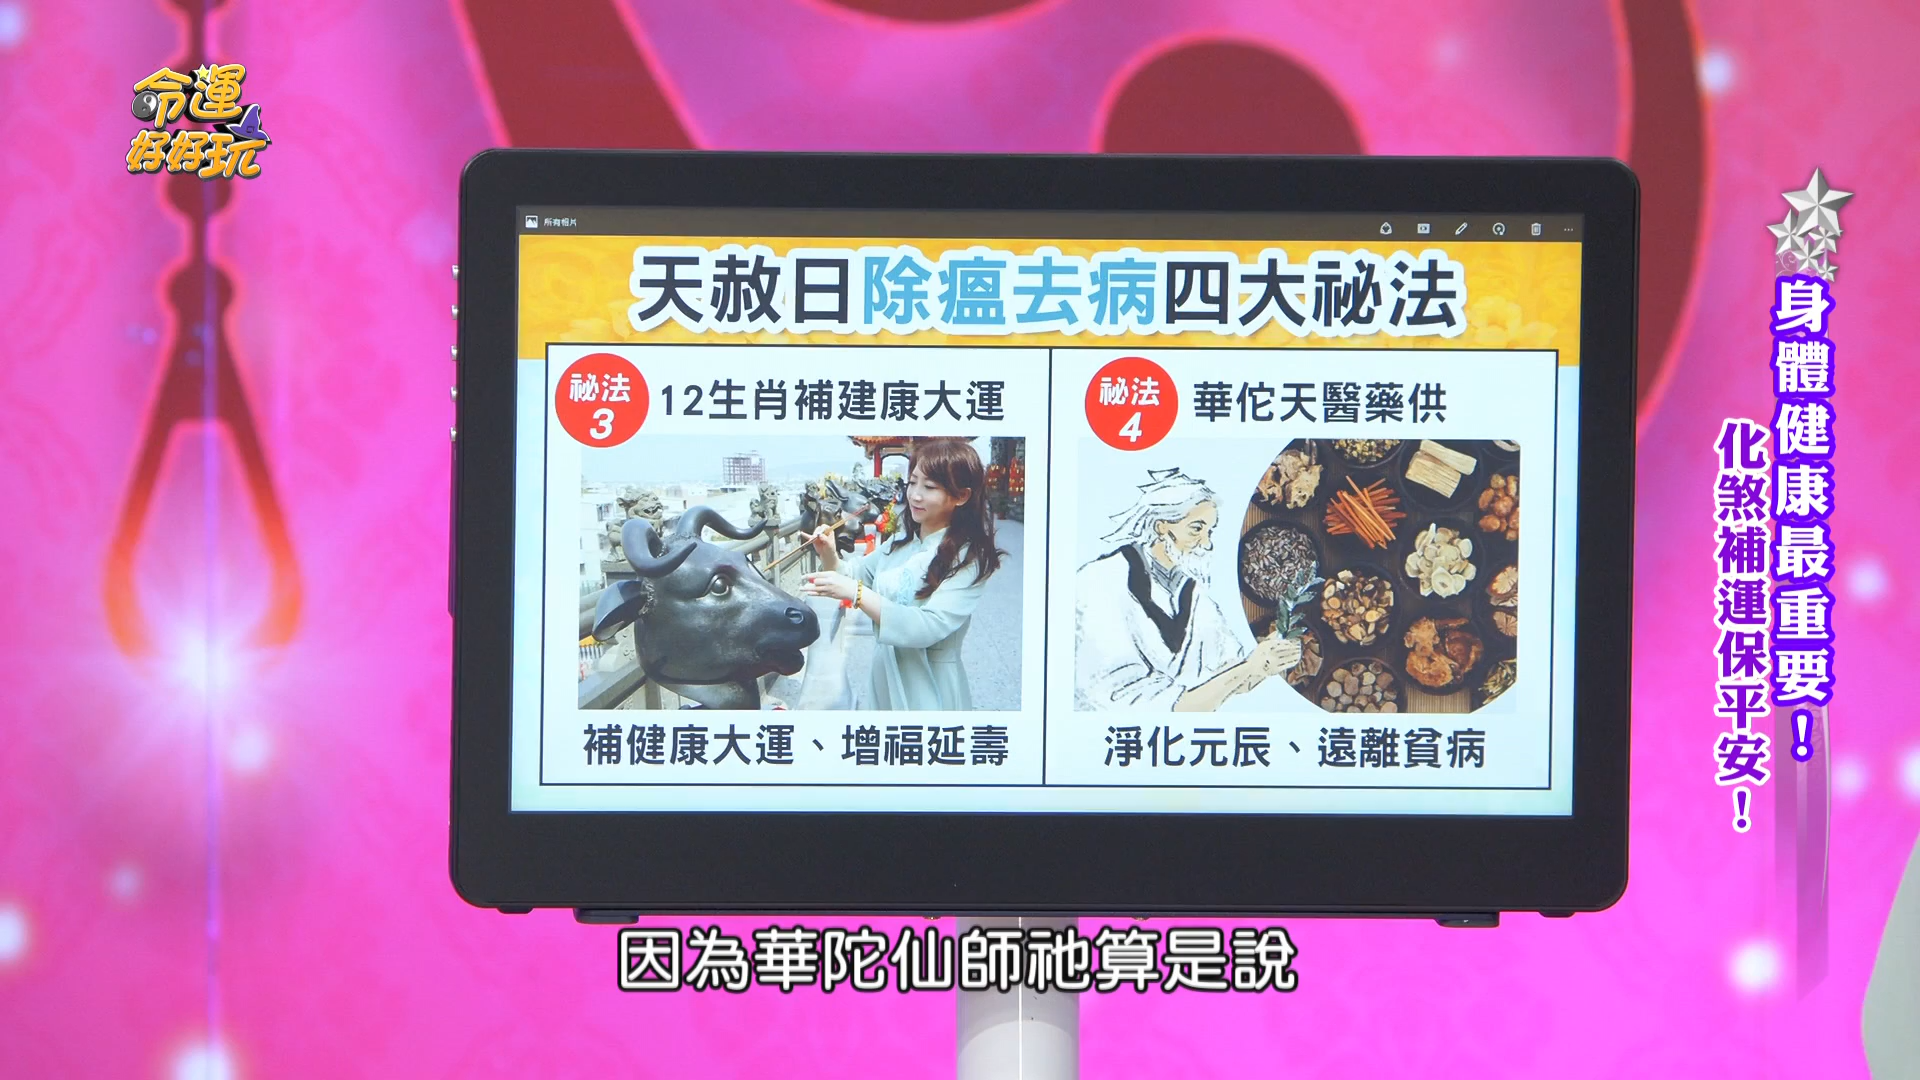 命運
好好玩
所有相片
天赦日除瘟去病四大祕法
祕法
3
12生肖補建康大運
補健康大運、增福延壽
祕法
4
華佗天醫藥供
淨化元辰、遠離貧病
身體健康最重要！
化煞補運保平安！
因為華陀仙師祂算是說